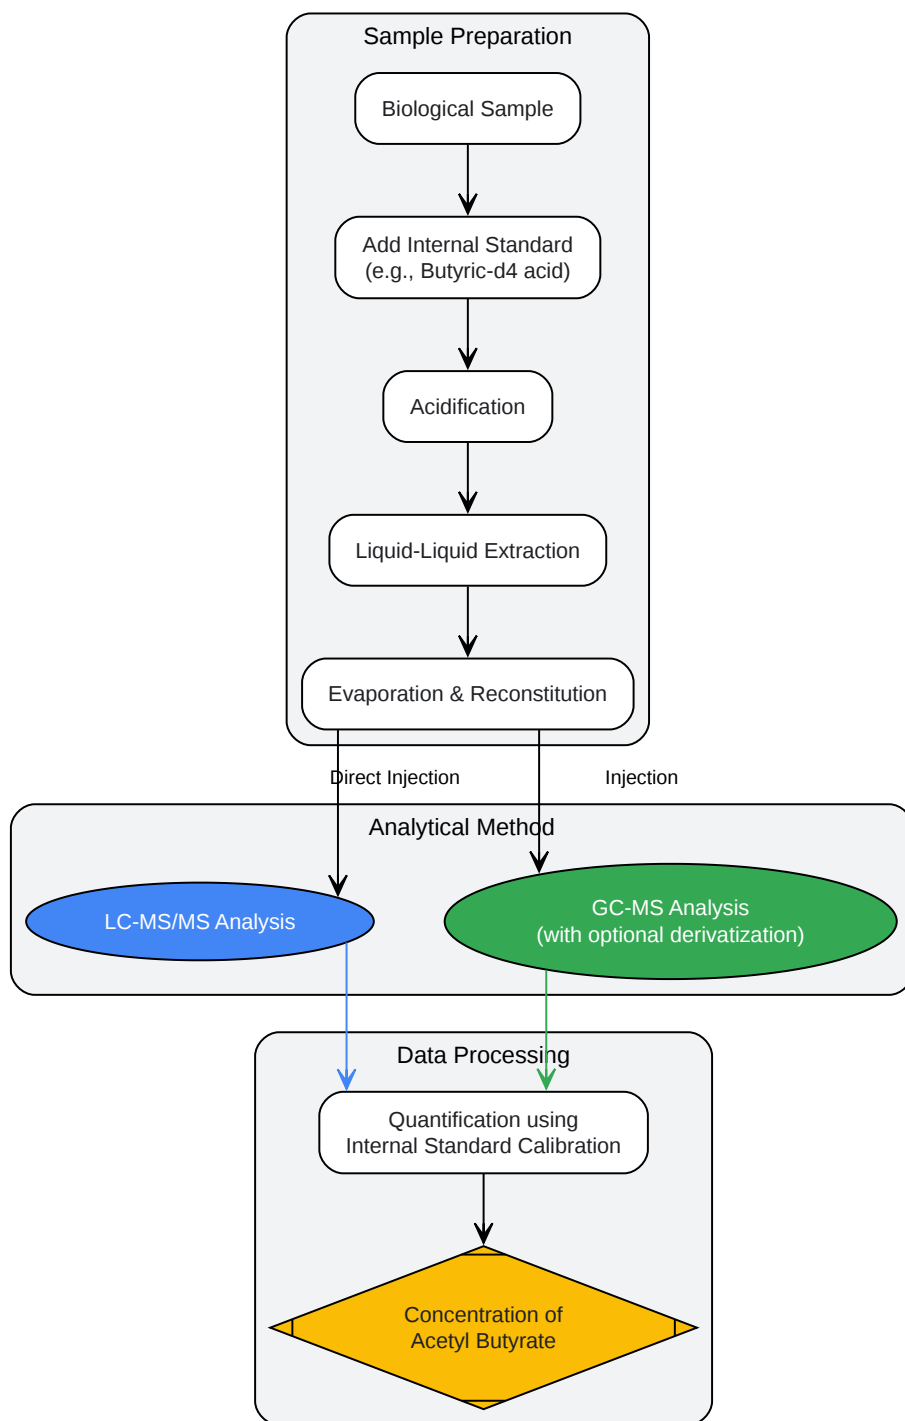 Sample Preparation
Biological Sample
Add Internal Standard
(e.g., Butyric-d4 acid)
Acidification
Liquid-Liquid Extraction
Evaporation & Reconstitution
Direct Injection
Injection
Analytical Method
LC-MS/MS Analysis
GC-MS Analysis
(with optional derivatization)
Data Processing
Quantification using
Internal Standard Calibration
Concentration of
Acetyl Butyrate